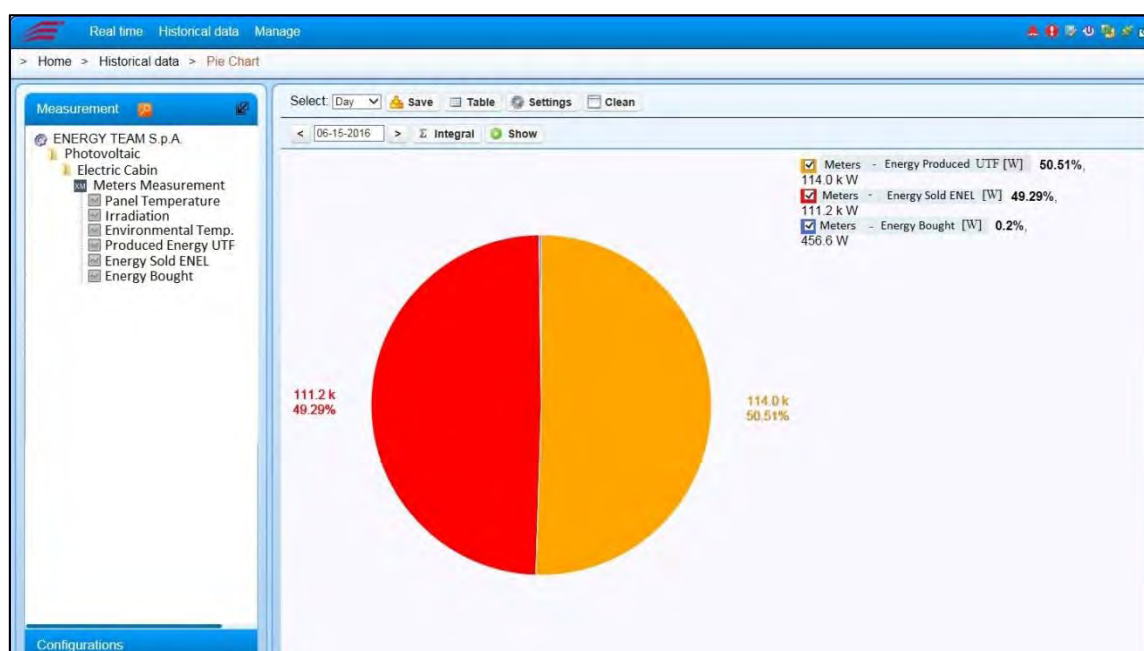 Real time Historical data Manage
> Home > Historical data > Pie Chart
Measurement
ENERGY TEAM S.p.A.
Photovoltaic
Electric Cabin
XM Meters Measurement
Panel Temperature
Irradiation
Environmental Temp.
Produced Energy UTF
Energy Sold ENEL
Energy Bought
Configurations
Select: Day Save Table Settings Clean
< 06-15-2016 > Σ Integral Show
Meters - Energy Produced UTF [W] 50.51%,
114.0 k W
Meters - Energy Sold ENEL [W] 49.29%,
111.2 k W
Meters - Energy Bought [W] 0.2%,
456.6 W
111.2 k
49.29%
114.0 k
50.51%